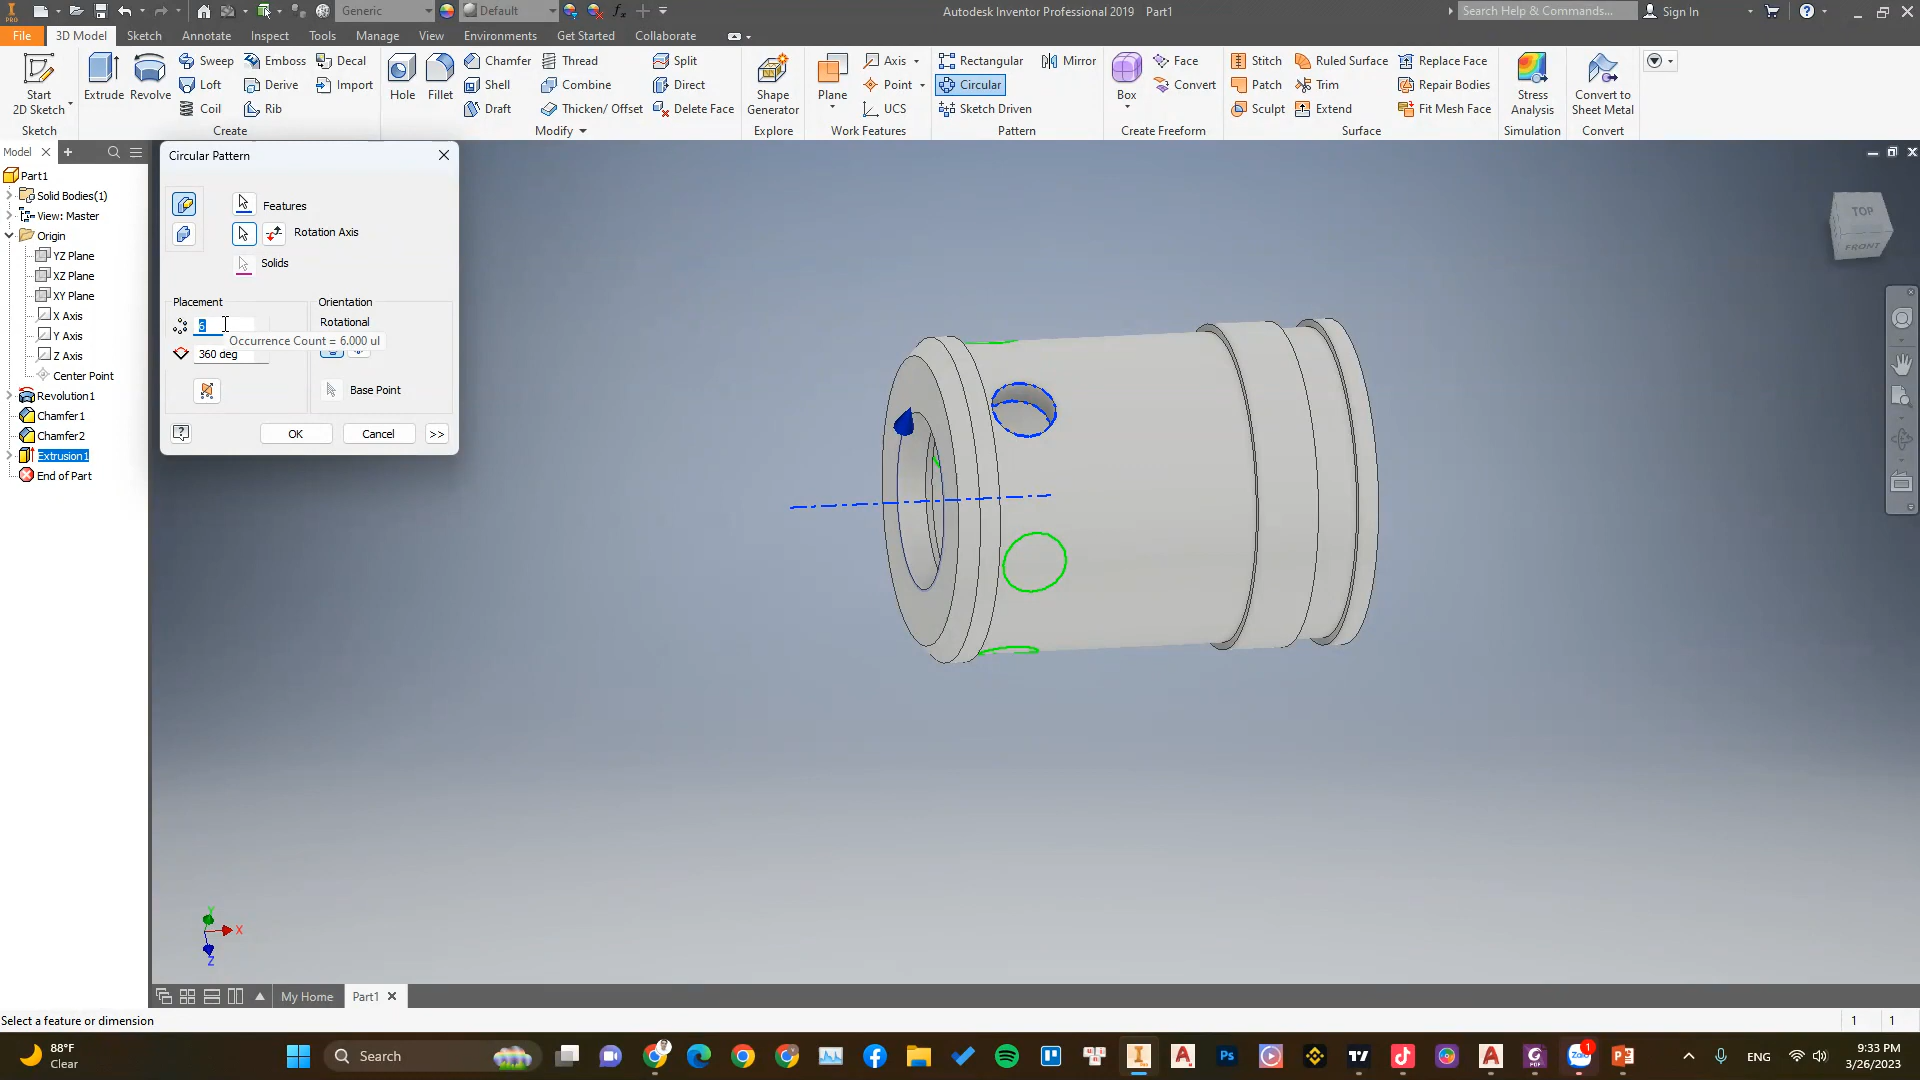 Generic
Default
Autodesk Inventor Professional 2019 Part1
Search Help & Commands...
Sign In
PRO
File
3D Model
Sketch
Annotate
Inspect
Tools
Manage
View
Environments
Get Started
Collaborate
Start
2D Sketch
Sketch
Extrude
Revolve
Sweep
Loft
Coil
Emboss
Derive
Rib
Decal
Import
Create
Hole
Fillet
Chamfer
Shell
Draft
Thread
Combine
Thicken/ Offset
Split
Direct
Delete Face
Modify
Shape
Generator
Explore
Plane
Axis
Point
UCS
Work Features
Rectangular
Circular
Sketch Driven
Mirror
Pattern
Box
Face
Convert
Create Freeform
Stitch
Patch
Sculpt
Ruled Surface
Trim
Extend
Replace Face
Repair Bodies
Fit Mesh Face
Surface
Stress
Analysis
Simulation
Convert to
Sheet Metal
Convert
Model
Part1
Solid Bodies(1)
View: Master
Origin
YZ Plane
XZ Plane
XY Plane
X Axis
Y Axis
Z Axis
Center Point
Revolution1
Chamfer1
Chamfer2
Extrusion1
End of Part
Circular Pattern
Features
Rotation Axis
Solids
Placement
6
Occurrence Count = 6.000 ul
360 deg
Orientation
Rotational
Base Point
OK
Cancel
>>
TOP
FRONT
Y
X
Z
My Home
Part1
Select a feature or dimension
1
1
88°F
Clear
Search
Zalo
1
ENG
9:33 PM
3/26/2023